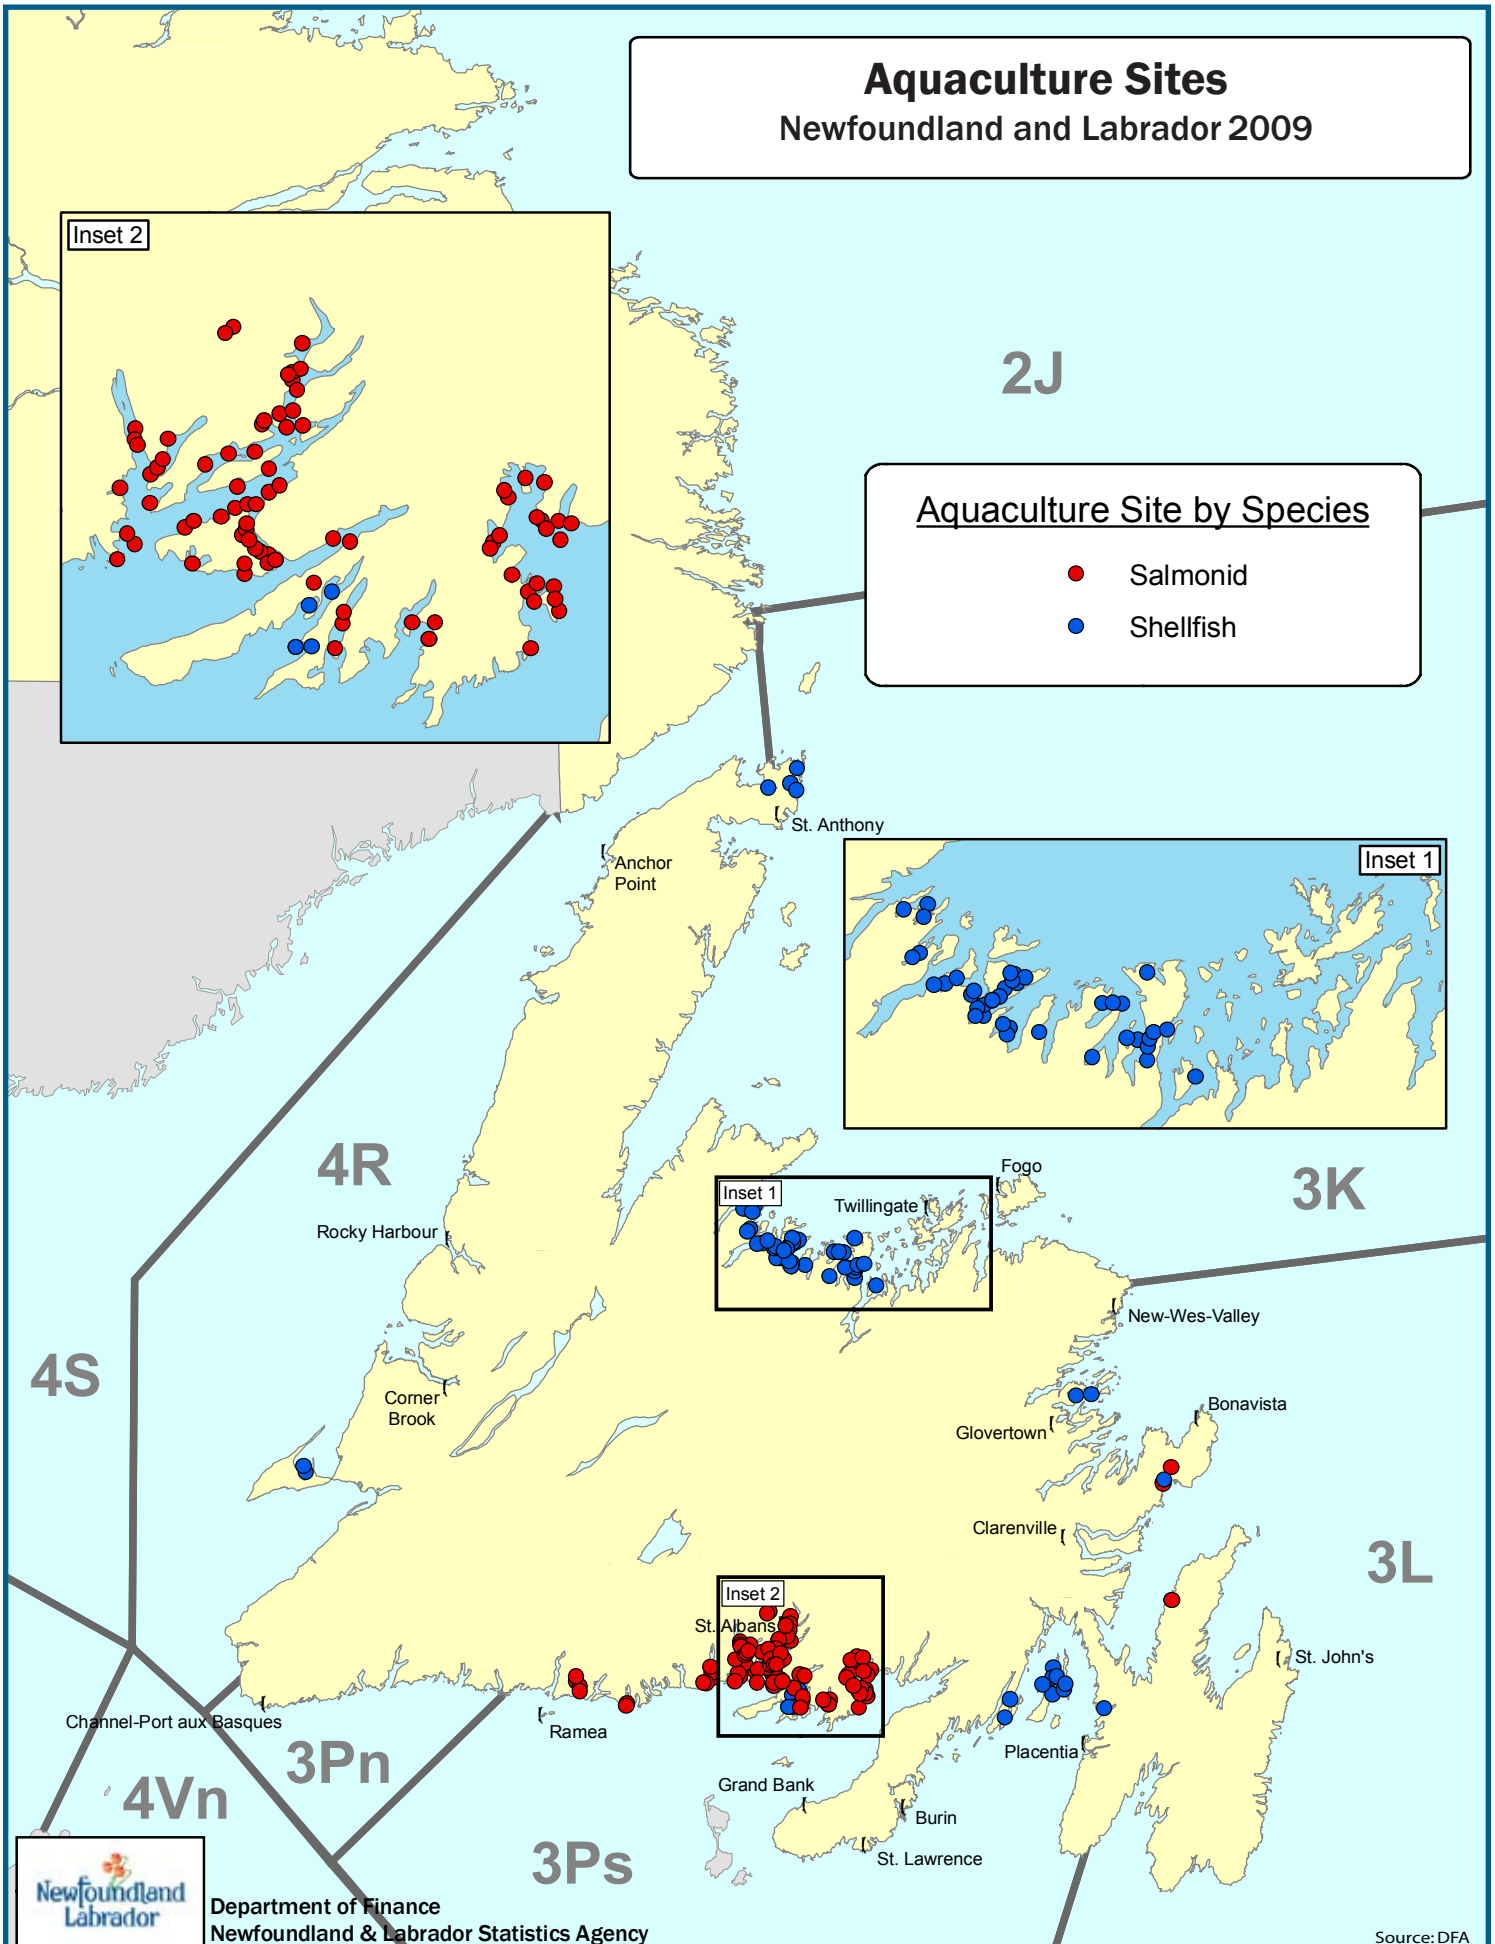 Aquaculture Sites
Newfoundland and Labrador 2009
Inset 2
2J
Aquaculture Site by Species
Salmonid
Shellfish
St. Anthony
Anchor
Point
Inset 1
4R
Fogo
3K
Inset 1
Twillingate
Rocky Harbour
New-Wes-Valley
4S
Corner
Brook
Bonavista
Glovertown
Clarenville
3L
Inset 2
St. Albans
St. John's
Channel-Port aux Basques
Ramea
Placentia
3Pn
4Vn
Grand Bank
Burin
St. Lawrence
3Ps
Newfoundland
Labrador
Department of Finance
Newfoundland & Labrador Statistics Agency
Source: DFA